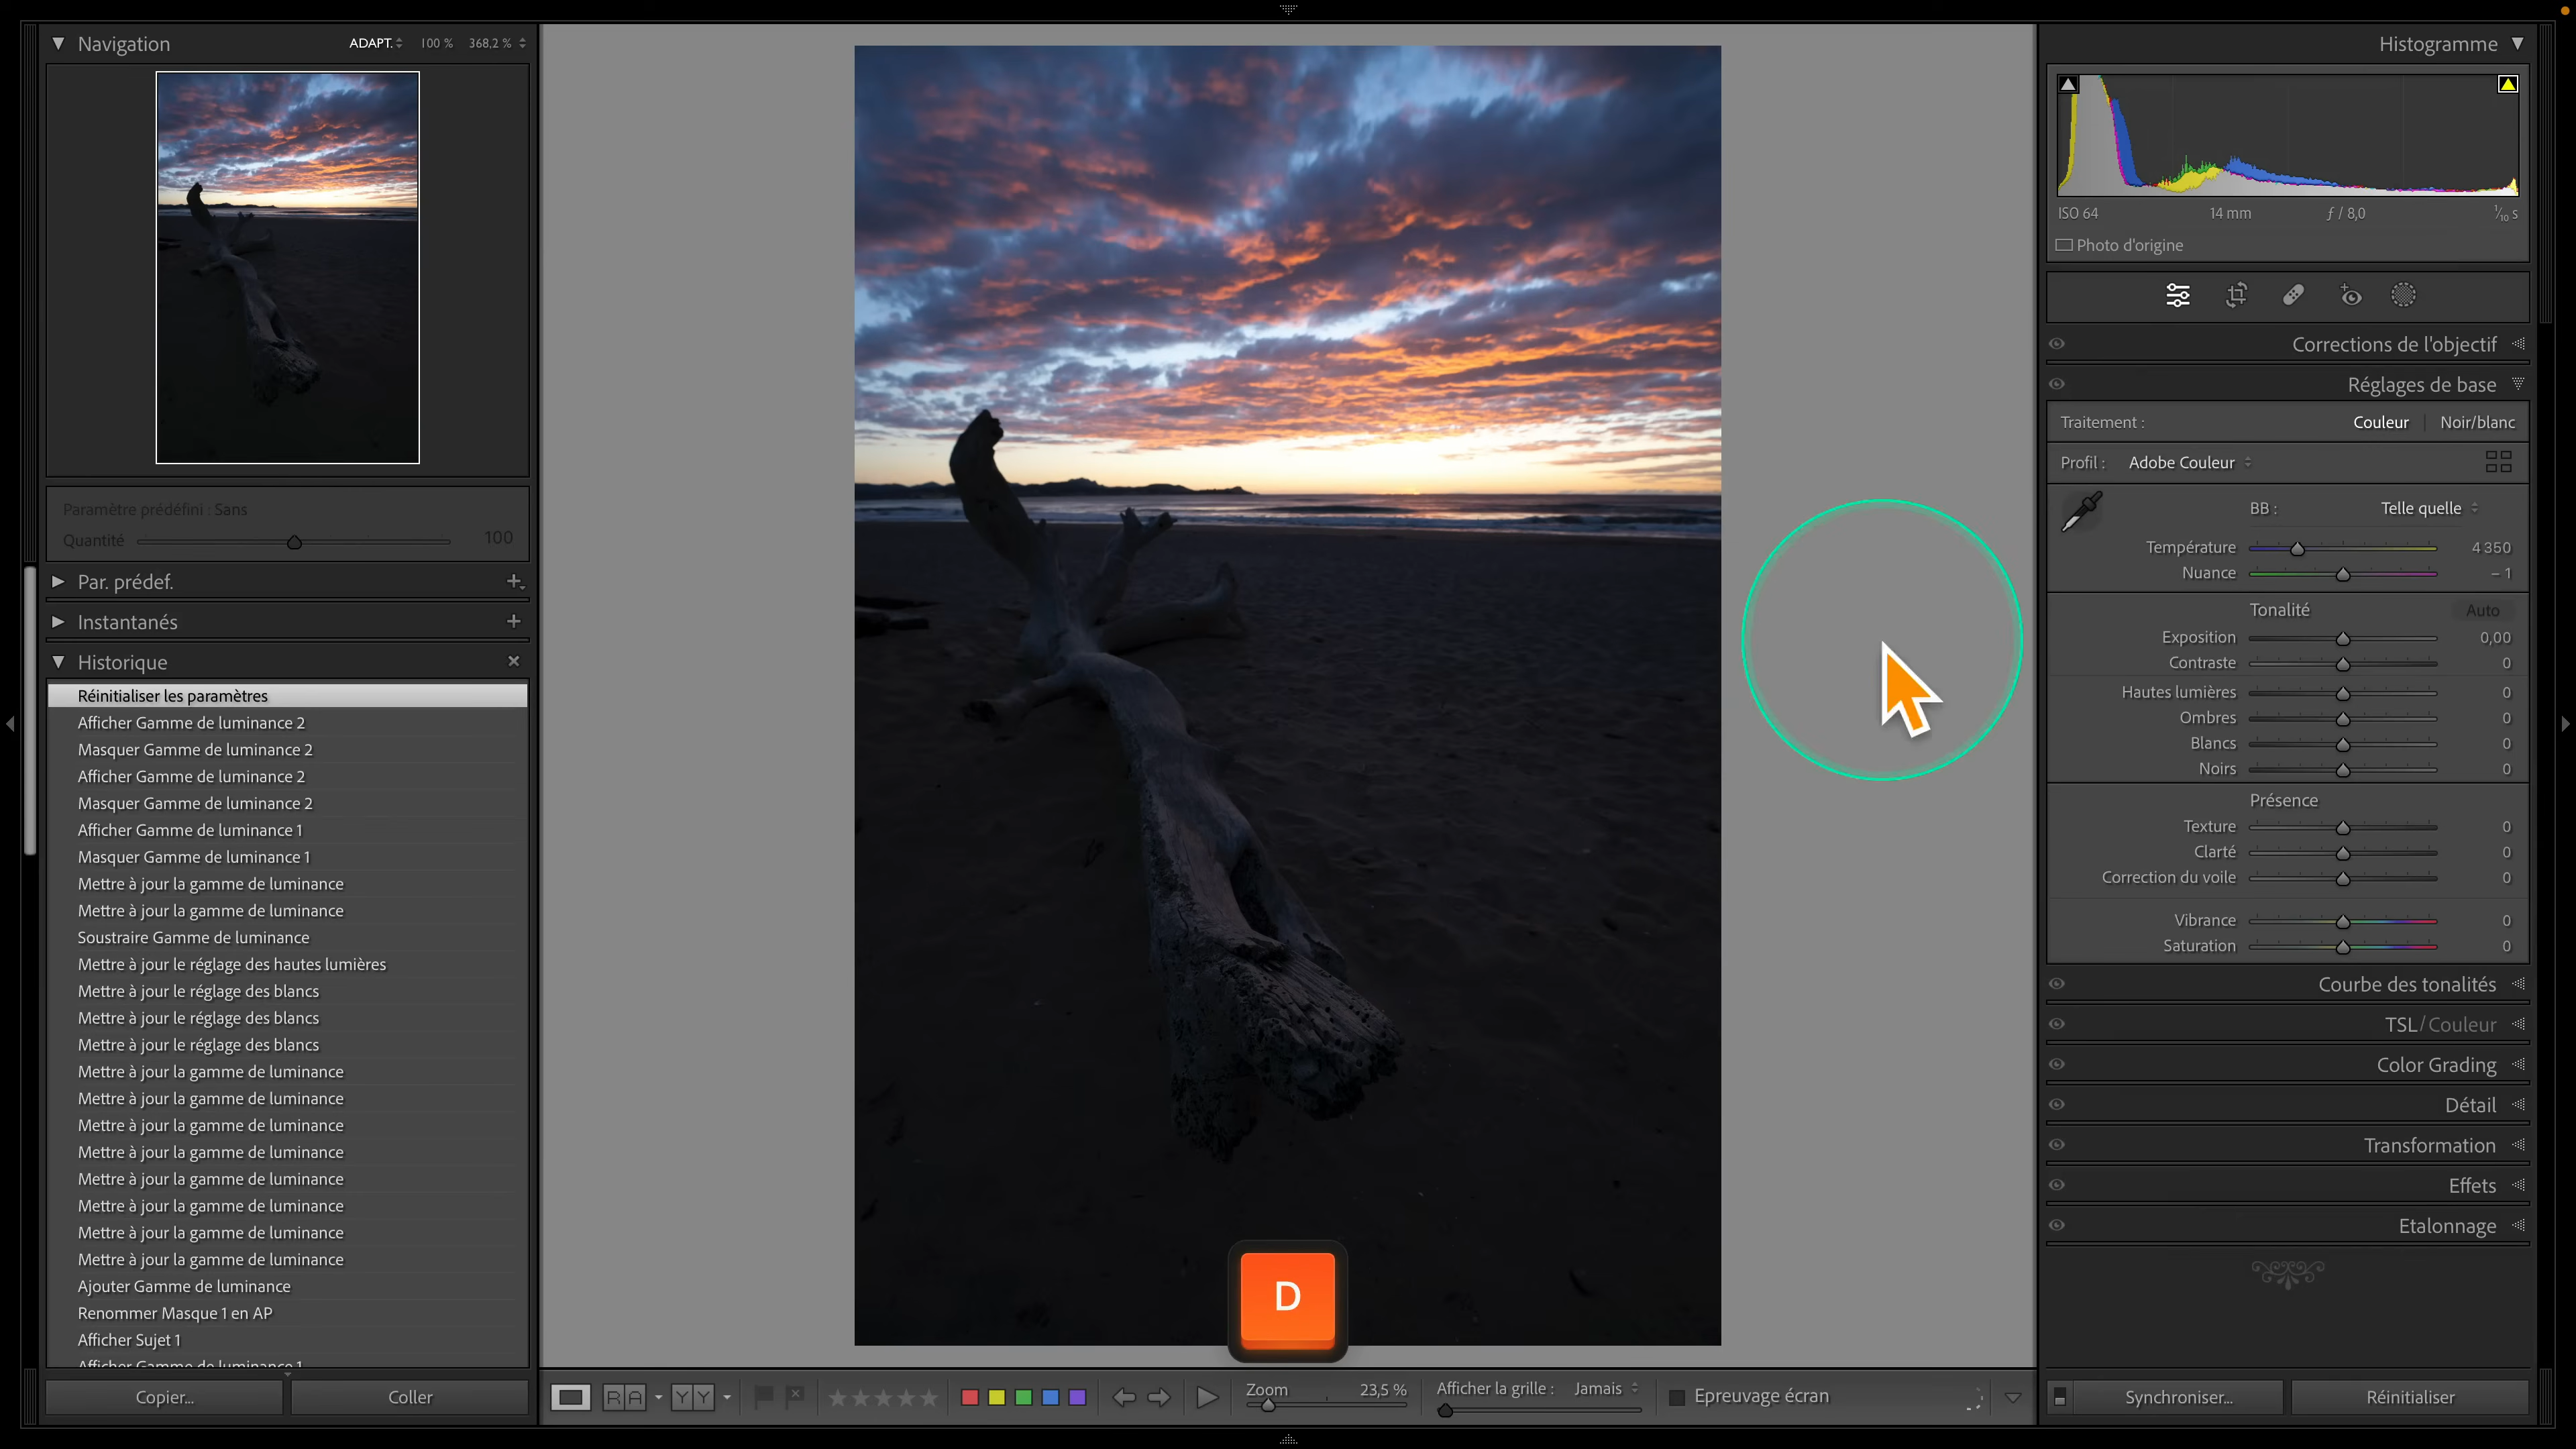 Navigation
ADAPT. 100 % 368,2 %
Paramètre prédéfini : Sans
Quantité 100
Par. prédef.
Instantanés
Historique
Réinitialiser les paramètres
Afficher Gamme de luminance 2
Masquer Gamme de luminance 2
Afficher Gamme de luminance 2
Masquer Gamme de luminance 2
Afficher Gamme de luminance 1
Masquer Gamme de luminance 1
Mettre à jour la gamme de luminance
Mettre à jour la gamme de luminance
Soustraire Gamme de luminance
Mettre à jour le réglage des hautes lumières
Mettre à jour le réglage des blancs
Mettre à jour le réglage des blancs
Mettre à jour le réglage des blancs
Mettre à jour la gamme de luminance
Mettre à jour la gamme de luminance
Mettre à jour la gamme de luminance
Mettre à jour la gamme de luminance
Mettre à jour la gamme de luminance
Mettre à jour la gamme de luminance
Mettre à jour la gamme de luminance
Mettre à jour la gamme de luminance
Ajouter Gamme de luminance
Renommer Masque 1 en AP
Afficher Sujet 1
Afficher Gamme de luminance 1
Copier...
Coller
D
R A
Y Y
Zoom 23,5 %
Afficher la grille : Jamais
Epreuvage écran
Histogramme
ISO 64 14 mm ƒ / 8,0 1/10 s
Photo d'origine
Corrections de l'objectif
Réglages de base
Traitement : Couleur Noir/blanc
Profil : Adobe Couleur
BB : Telle quelle
Température 4 350
Nuance – 1
Tonalité Auto
Exposition 0,00
Contraste 0
Hautes lumières 0
Ombres 0
Blancs 0
Noirs 0
Présence
Texture 0
Clarté 0
Correction du voile 0
Vibrance 0
Saturation 0
Courbe des tonalités
TSL / Couleur
Color Grading
Détail
Transformation
Effets
Etalonnage
Synchroniser...
Réinitialiser